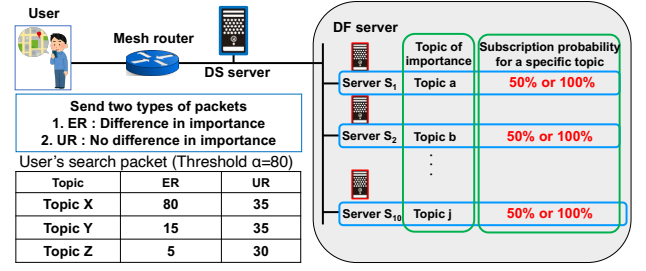 User
Mesh router
DS server
DF server
Topic of
importance
Subscription probability
for a specific topic
Server S1 Topic a 50% or 100%
Server S2 Topic b 50% or 100%
Server S10 Topic j 50% or 100%
Send two types of packets
1. ER : Difference in importance
2. UR : No difference in importance
User's search packet (Threshold α=80)
Topic ER UR
Topic X 80 35
Topic Y 15 35
Topic Z 5 30